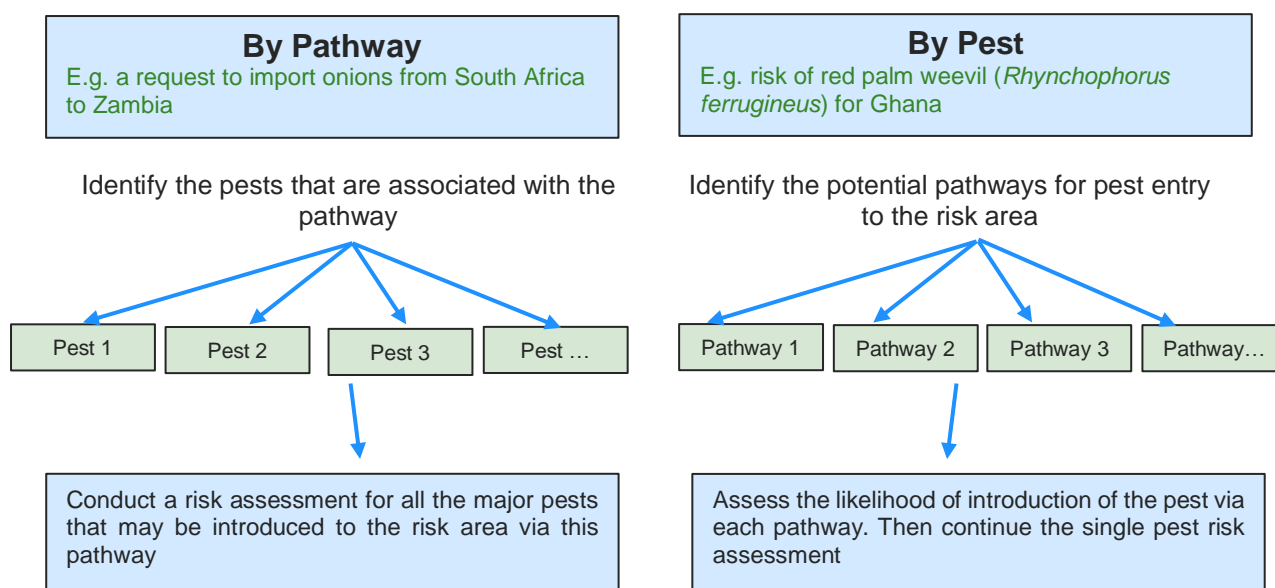 By Pathway
E.g. a request to import onions from South Africa
to Zambia
Identify the pests that are associated with the
pathway
Pest 1
Pest 2
Pest 3
Pest …
Conduct a risk assessment for all the major pests
that may be introduced to the risk area via this
pathway
By Pest
E.g. risk of red palm weevil (Rhynchophorus
ferrugineus) for Ghana
Identify the potential pathways for pest entry
to the risk area
Pathway 1
Pathway 2
Pathway 3
Pathway…
Assess the likelihood of introduction of the pest via
each pathway. Then continue the single pest risk
assessment